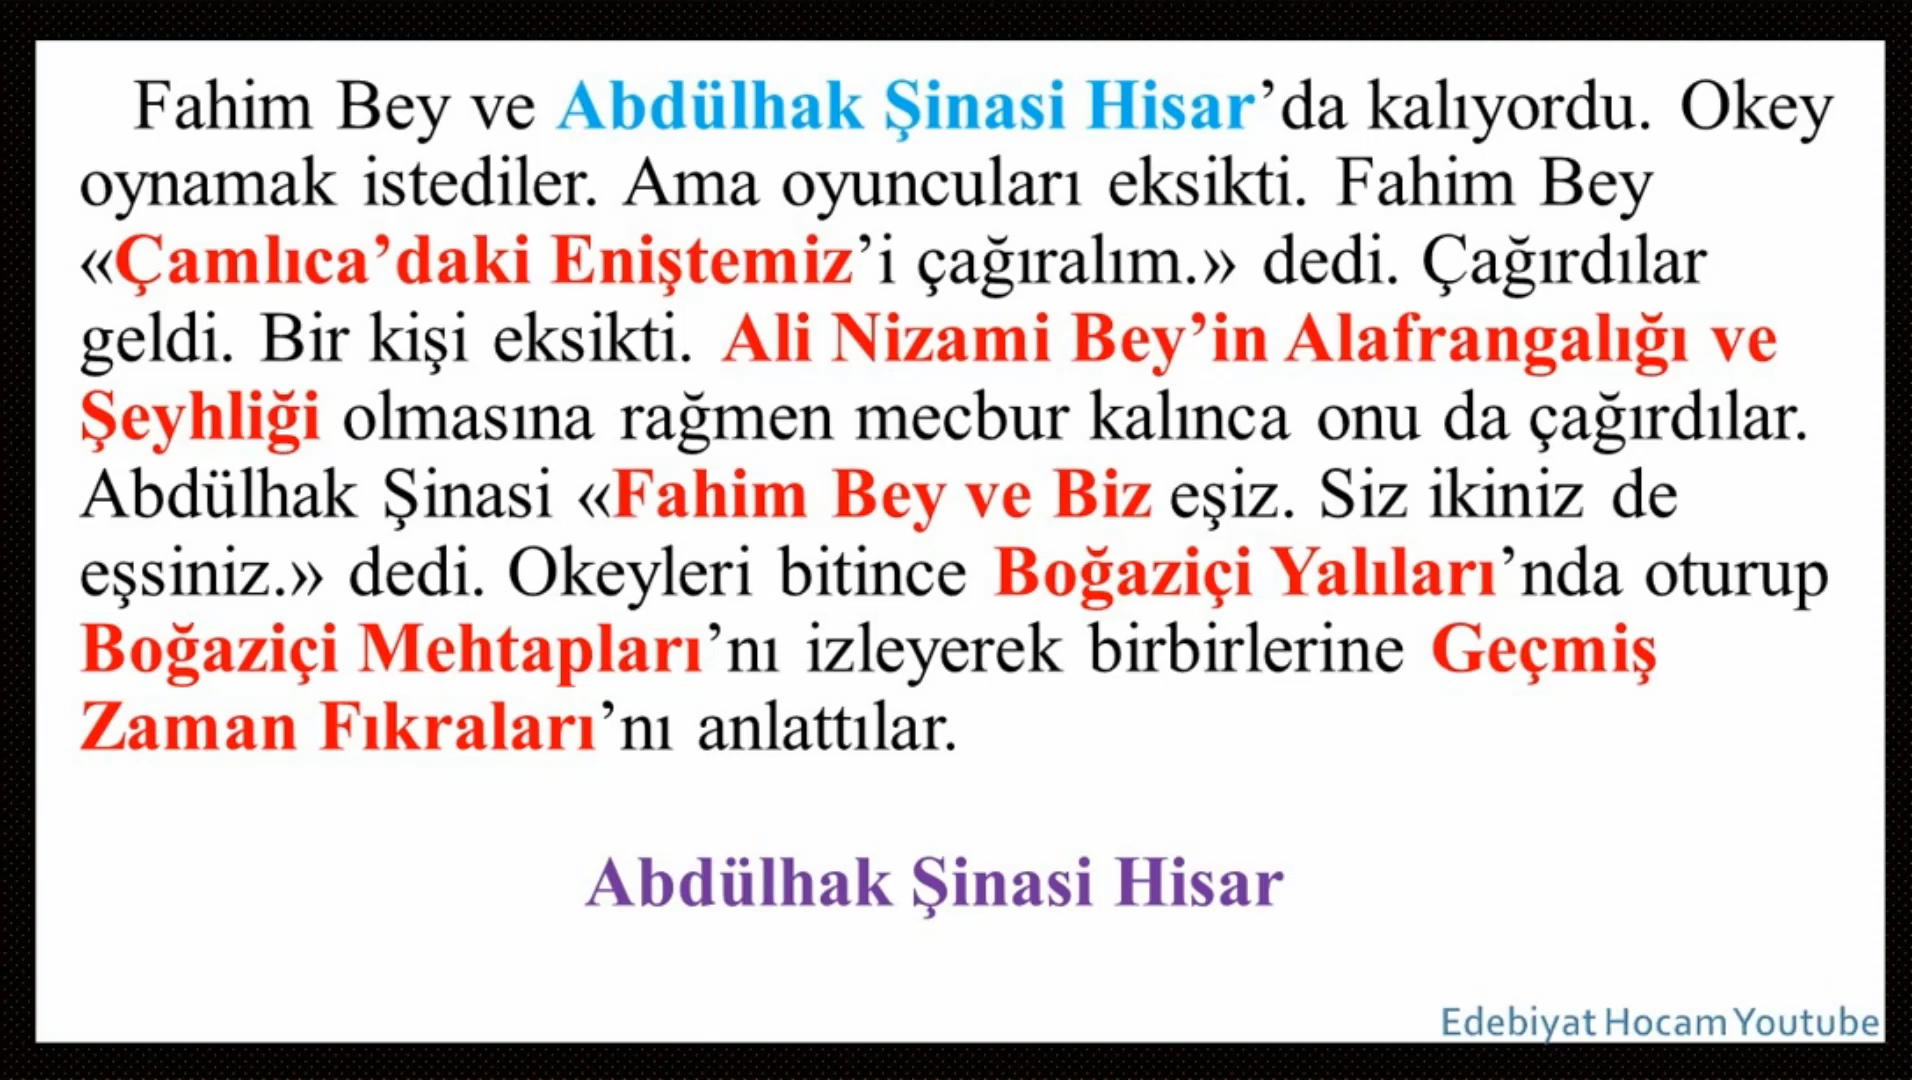 Fahim Bey ve Abdülhak Şinasi Hisar’da kalıyordu. Okey
oynamak istediler. Ama oyuncuları eksikti. Fahim Bey
«Çamlıca’daki Eniştemiz’i çağıralım.» dedi. Çağırdılar
geldi. Bir kişi eksikti. Ali Nizami Bey’in Alafrangalığı ve
Şeyhliği olmasına rağmen mecbur kalınca onu da çağırdılar.
Abdülhak Şinasi «Fahim Bey ve Biz eşiz. Siz ikiniz de
eşsiniz.» dedi. Okeyleri bitince Boğaziçi Yalıları’nda oturup
Boğaziçi Mehtapları’nı izleyerek birbirlerine Geçmiş
Zaman Fıkraları’nı anlattılar.
Abdülhak Şinasi Hisar
Edebiyat Hocam Youtube